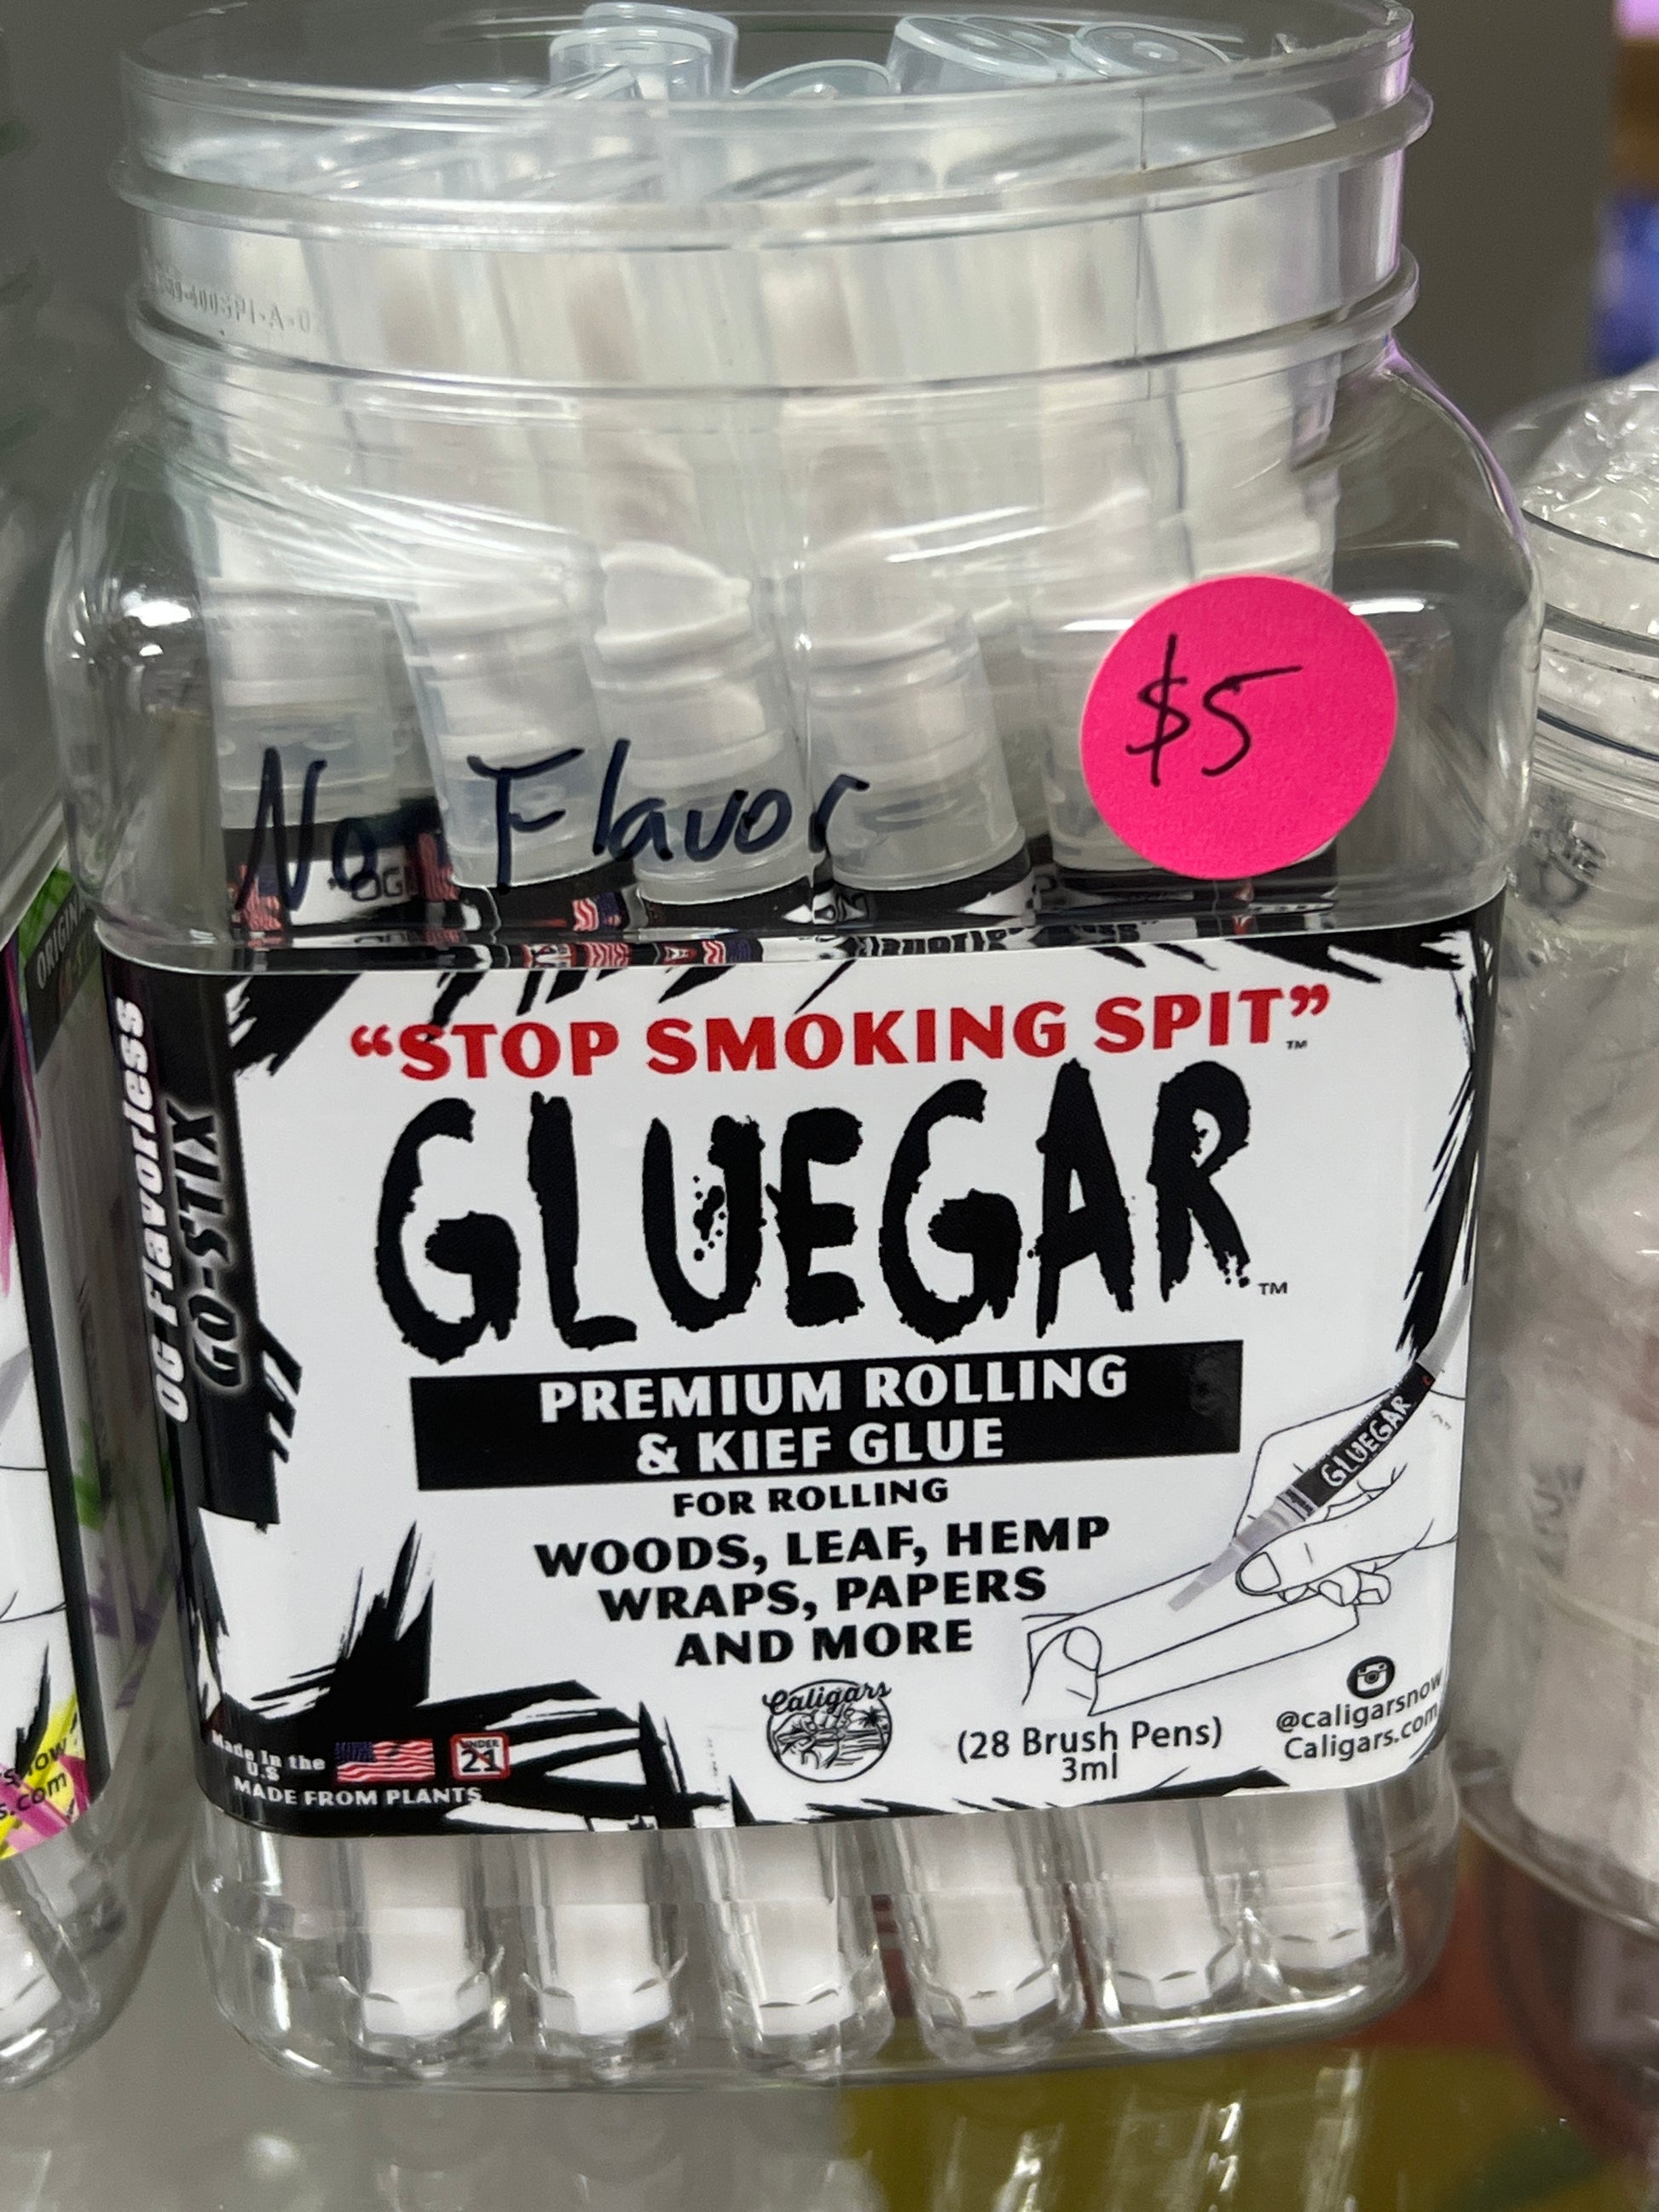 $5
No Flavor
OG Flavorless
GO-STIX
“STOP SMOKING SPIT”™
GLUEGAR™
PREMIUM ROLLING
& KIEF GLUE
FOR ROLLING
WOODS, LEAF, HEMP
WRAPS, PAPERS
AND MORE
GLUEGAR
Caligars
(28 Brush Pens)
3ml
@caligarsnow
Caligars.com
Made In the
U.S
UNDER
21
MADE FROM PLANTS